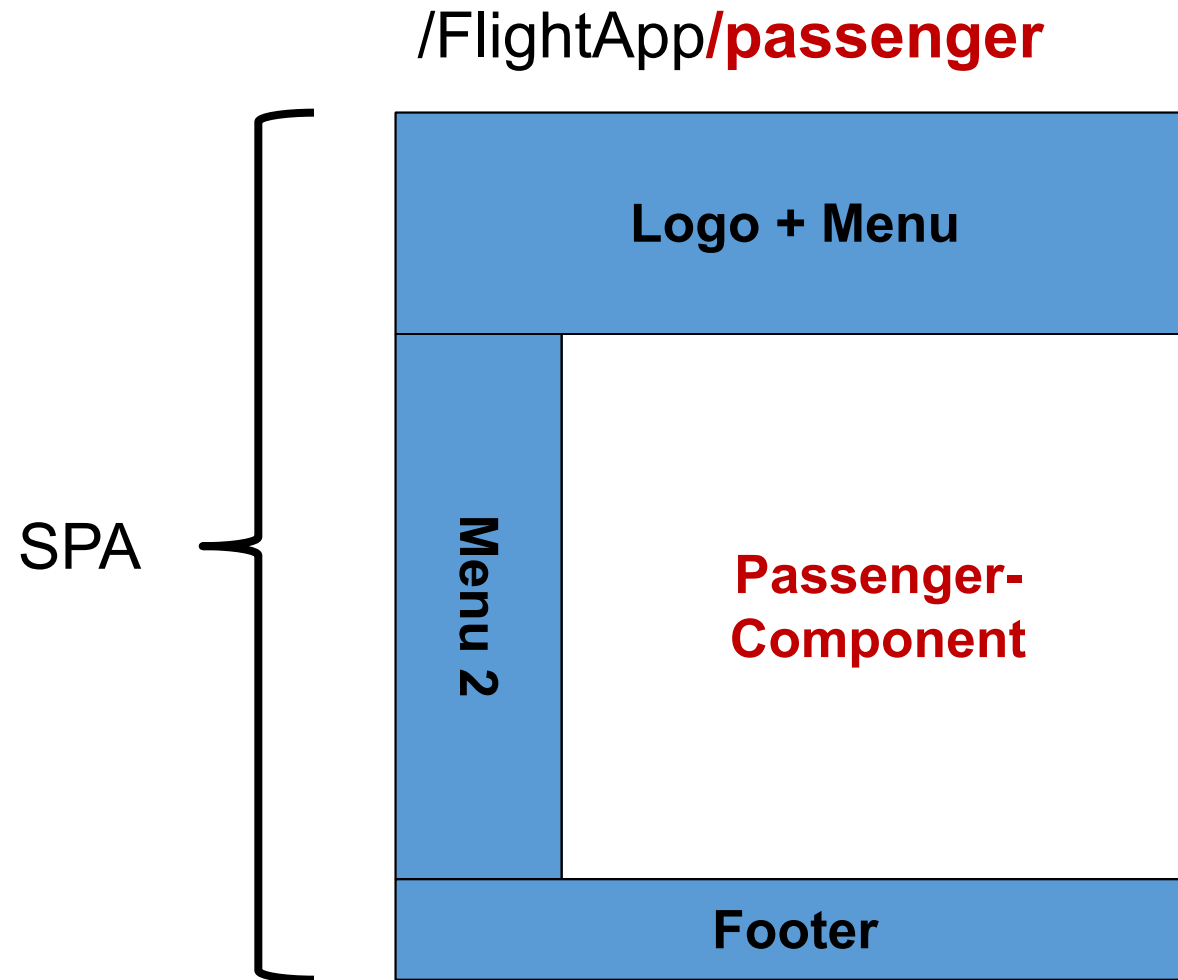 /FlightApp/passenger
Logo + Menu
SPA
Menu 2
Passenger-
Component
Footer